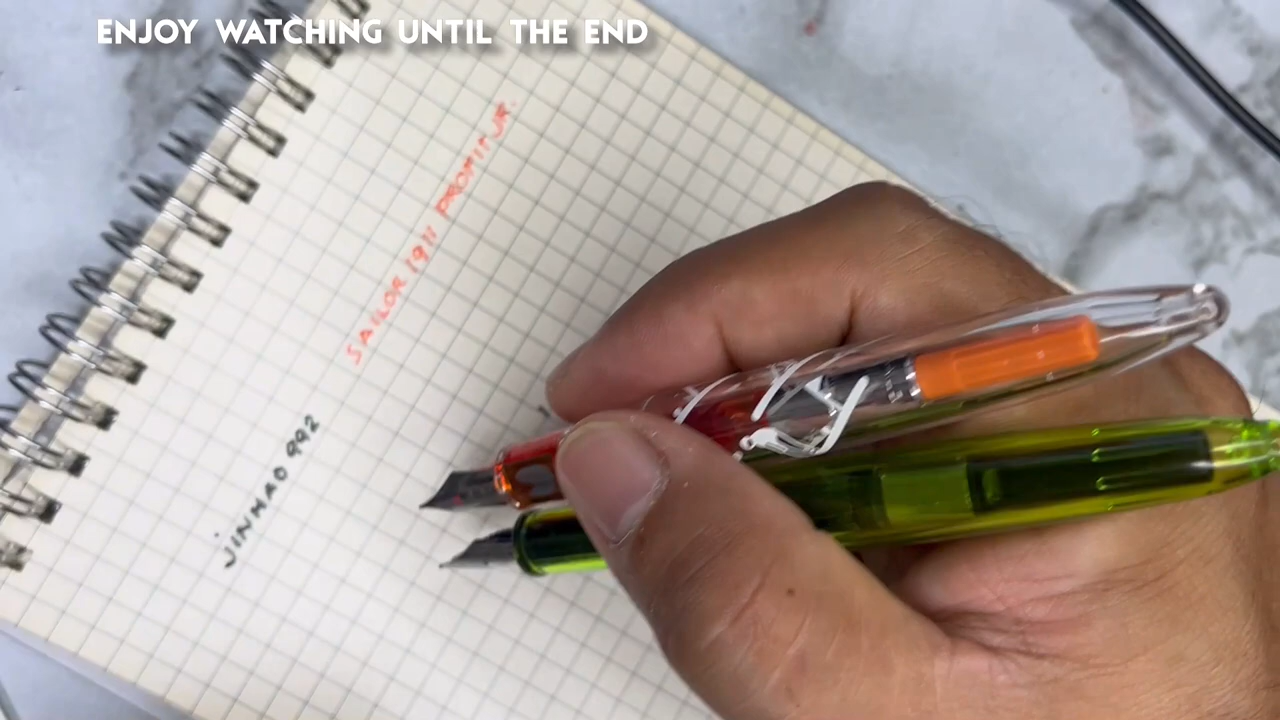 ENJOY WATCHING UNTIL THE END
SAILOR 1911 PROFIT JR.
JINHAO 992